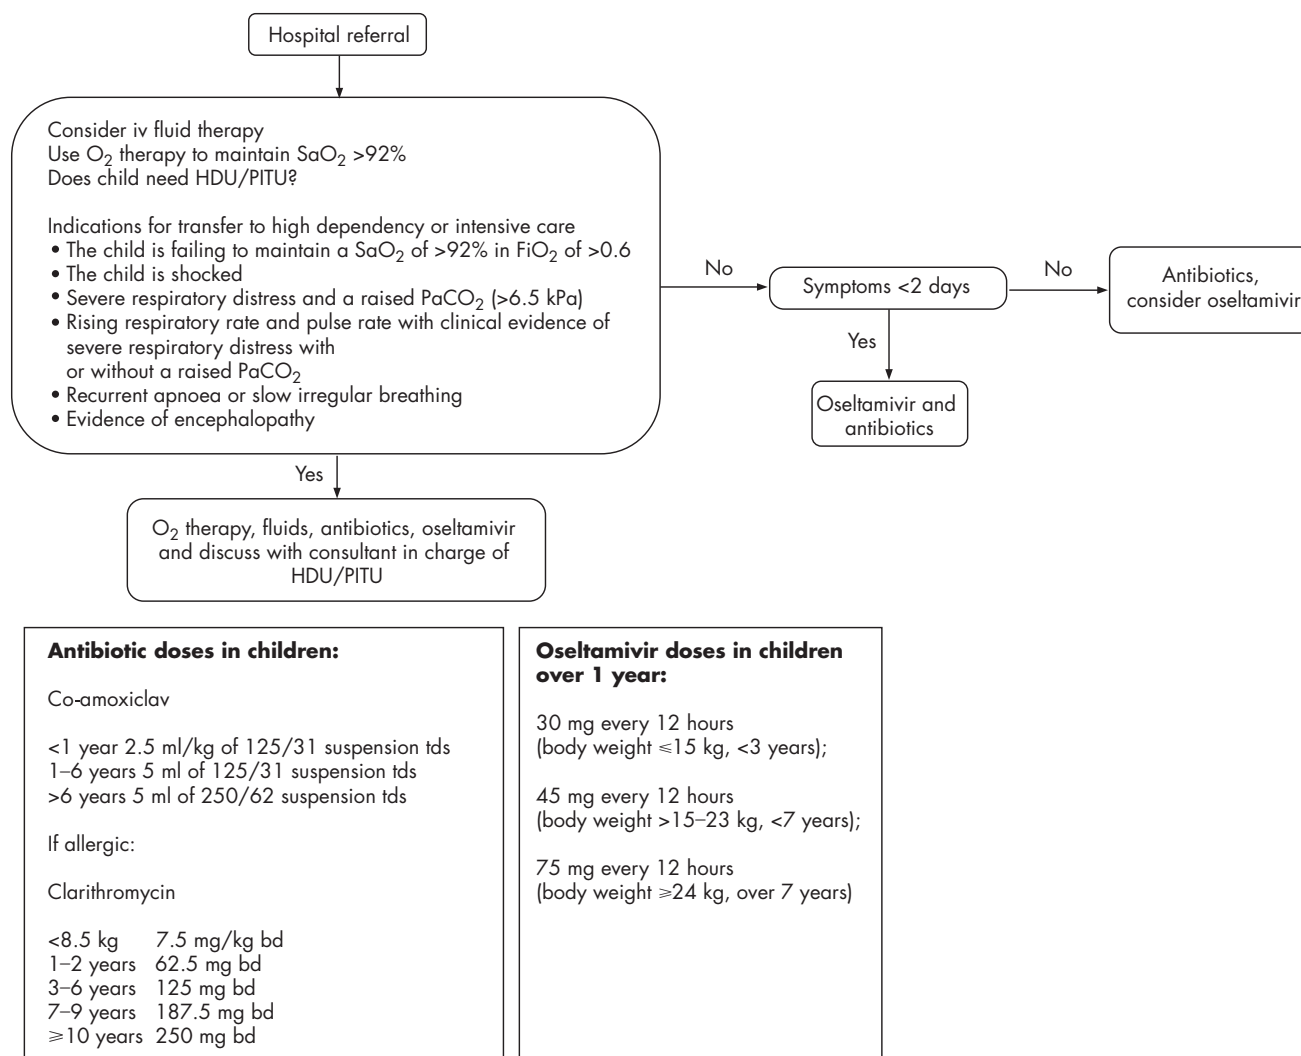 Hospital referral
Consider iv fluid therapy
Use O₂ therapy to maintain SaO₂ >92%
Does child need HDU/PITU?
Indications for transfer to high dependency or intensive care
• The child is failing to maintain a SaO₂ of >92% in FiO₂ of >0.6
• The child is shocked
• Severe respiratory distress and a raised PaCO₂ (>6.5 kPa)
• Rising respiratory rate and pulse rate with clinical evidence of
severe respiratory distress with
or without a raised PaCO₂
• Recurrent apnoea or slow irregular breathing
• Evidence of encephalopathy
No
Symptoms <2 days
No
Antibiotics,
consider oseltamivir
Yes
Oseltamivir and
antibiotics
Yes
O₂ therapy, fluids, antibiotics, oseltamivir
and discuss with consultant in charge of
HDU/PITU
Antibiotic doses in children:
Co-amoxiclav
<1 year 2.5 ml/kg of 125/31 suspension tds
1–6 years 5 ml of 125/31 suspension tds
>6 years 5 ml of 250/62 suspension tds
If allergic:
Clarithromycin
<8.5 kg 7.5 mg/kg bd
1–2 years 62.5 mg bd
3–6 years 125 mg bd
7–9 years 187.5 mg bd
⩾10 years 250 mg bd
Oseltamivir doses in children
over 1 year:
30 mg every 12 hours
(body weight ⩽15 kg, <3 years);
45 mg every 12 hours
(body weight >15–23 kg, <7 years);
75 mg every 12 hours
(body weight ⩾24 kg, over 7 years)